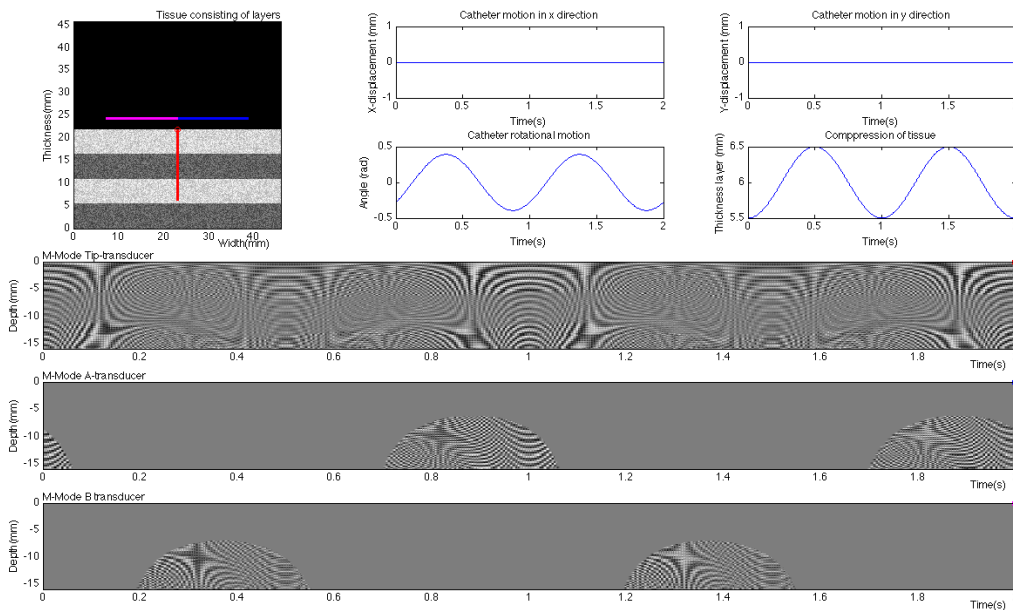 Tissue consisting of layers
Thickness(mm)
45
40
35
30
25
20
15
10
5
0
0 10 20 30 40
Width(mm)
Catheter motion in x direction
X-displacement (mm)
1
0
-1
0 0.5 1 1.5 2
Time(s)
Catheter motion in y direction
Y-displacement (mm)
1
0
-1
0 0.5 1 1.5
Time(s)
Catheter rotational motion
Angle (rad)
0.5
0
-0.5
0 0.5 1 1.5 2
Time(s)
Comppression of tissue
Thickness layer (mm)
6.5
6
5.5
0 0.5 1 1.5
Time(s)
M-Mode Tip-transducer
Depth(mm)
0
-5
-10
-15
0 0.2 0.4 0.6 0.8 1 1.2 1.4 1.6 1.8
Time(s)
M-Mode A-transducer
Depth(mm)
0
-5
-10
-15
0 0.2 0.4 0.6 0.8 1 1.2 1.4 1.6 1.8
Time(s)
M-Mode B transducer
Depth(mm)
0
-5
-10
-15
0 0.2 0.4 0.6 0.8 1 1.2 1.4 1.6 1.8
Time(s)